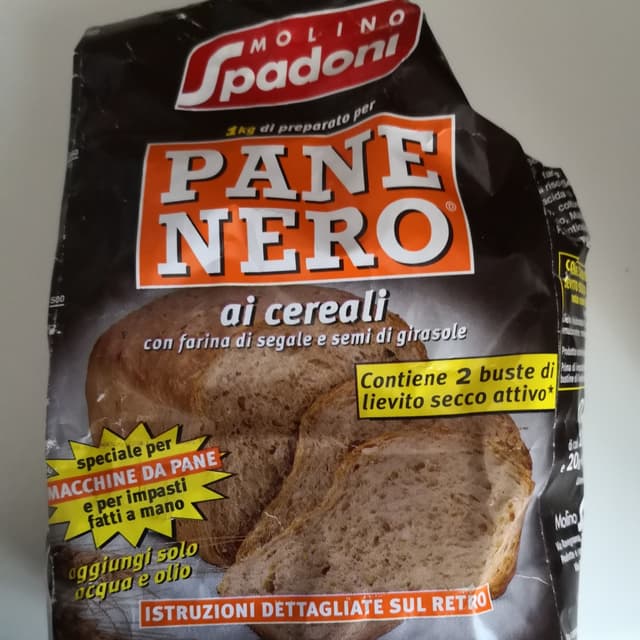 MOLINO
Spadoni
1kg di preparato per
PANE
NERO©
ai cereali
con farina di segale e semi di girasole
Contiene 2 buste di
lievito secco attivo*
speciale per
MACCHINE DA PANE
e per impasti
fatti a mano
aggiungi solo
acqua e olio
ISTRUZIONI DETTAGLIATE SUL RETRO
Molino